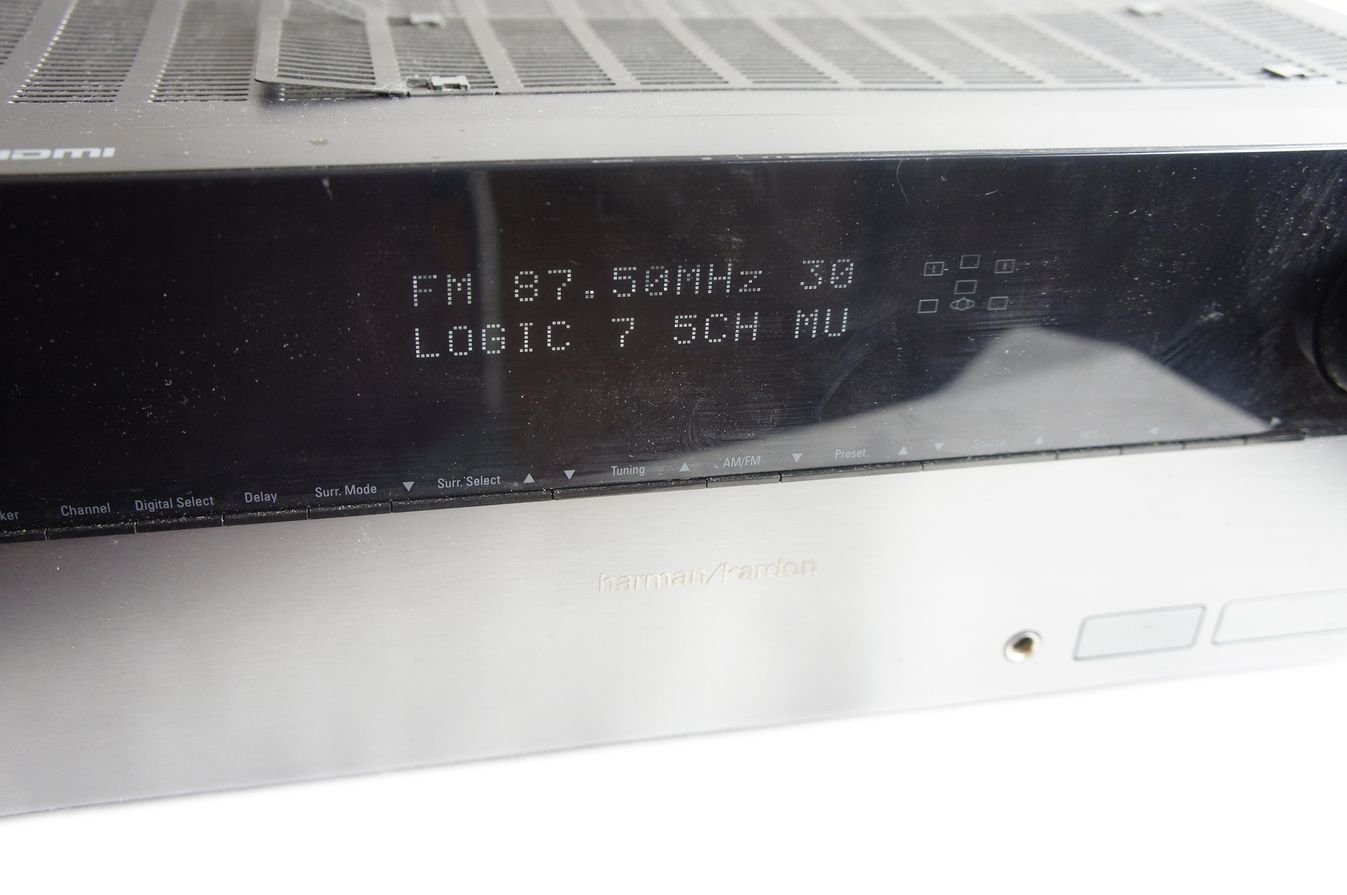 HDMI
FM 87.50MHz 30
LOGIC 7 5CH MU
Channel Digital Select Delay Surr. Mode ▼ Surr. Select ▲ ▼ Tuning ▲ AM/FM ▼ Preset ▲ ▼ Source ▲
harman/kardon